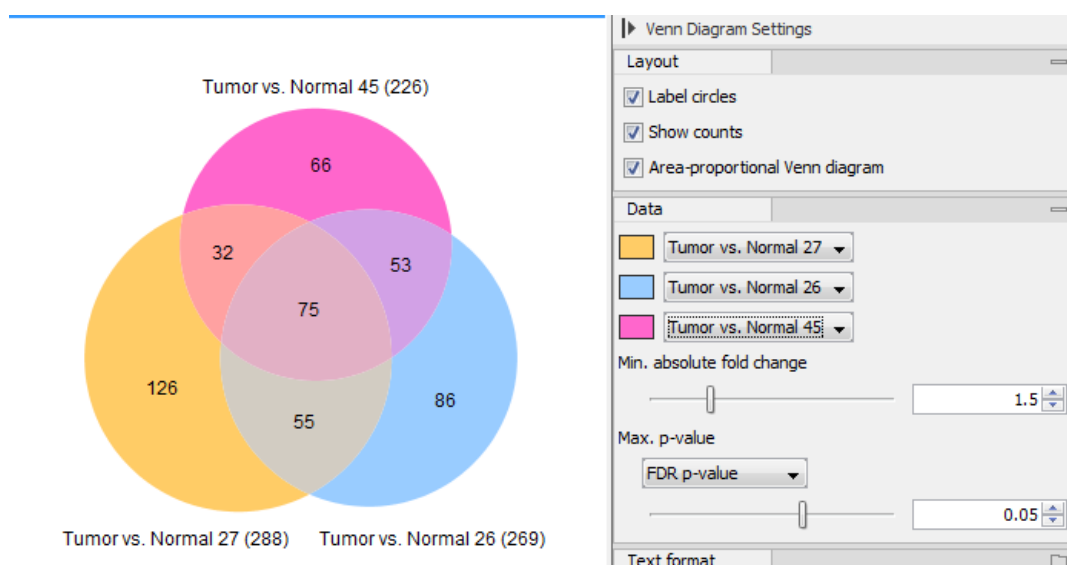 Tumor vs. Normal 45 (226)
66
32
53
75
126
86
55
Tumor vs. Normal 27 (288)
Tumor vs. Normal 26 (269)
Venn Diagram Settings
Layout
Label circles
Show counts
Area-proportional Venn diagram
Data
Tumor vs. Normal 27
Tumor vs. Normal 26
Tumor vs. Normal 45
Min. absolute fold change
1.5
Max. p-value
FDR p-value
0.05
Text format